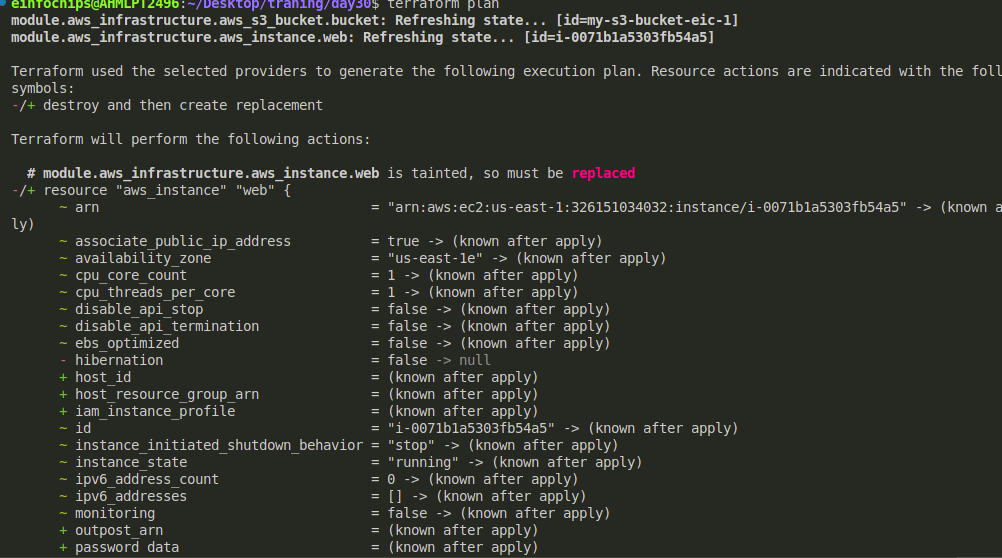 einfochips@AHMLPT2496:~/Desktop/traning/day30$ terraform plan
module.aws_infrastructure.aws_s3_bucket.bucket: Refreshing state... [id=my-s3-bucket-eic-1]
module.aws_infrastructure.aws_instance.web: Refreshing state... [id=i-0071b1a5303fb54a5]
Terraform used the selected providers to generate the following execution plan. Resource actions are indicated with the foll
symbols:
-/+ destroy and then create replacement
Terraform will perform the following actions:
# module.aws_infrastructure.aws_instance.web is tainted, so must be replaced
-/+ resource "aws_instance" "web" {
~ arn = "arn:aws:ec2:us-east-1:326151034032:instance/i-0071b1a5303fb54a5" -> (known a
ly)
~ associate_public_ip_address = true -> (known after apply)
~ availability_zone = "us-east-1e" -> (known after apply)
~ cpu_core_count = 1 -> (known after apply)
~ cpu_threads_per_core = 1 -> (known after apply)
~ disable_api_stop = false -> (known after apply)
~ disable_api_termination = false -> (known after apply)
~ ebs_optimized = false -> (known after apply)
- hibernation = false -> null
+ host_id = (known after apply)
+ host_resource_group_arn = (known after apply)
+ iam_instance_profile = (known after apply)
~ id = "i-0071b1a5303fb54a5" -> (known after apply)
~ instance_initiated_shutdown_behavior = "stop" -> (known after apply)
~ instance_state = "running" -> (known after apply)
~ ipv6_address_count = 0 -> (known after apply)
~ ipv6_addresses = [] -> (known after apply)
~ monitoring = false -> (known after apply)
+ outpost_arn = (known after apply)
+ password_data = (known after apply)